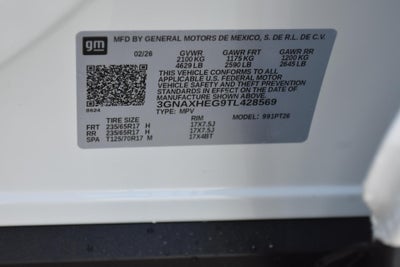 gm
MFD BY GENERAL MOTORS DE MEXICO, S. DE R.L. DE C.V.
02/26 GVWR GAWR FRT GAWR RR
2100 KG 1175 KG 1200 KG
4629 LB 2590 LB 2645 LB
THIS VEHICLE CONFORMS TO ALL
APPLICABLE U.S. FEDERAL MOTOR
VEHICLE SAFETY AND THEFT PREVENTION
STANDARDS IN EFFECT ON THE DATE
OF MANUFACTURE SHOWN ABOVE.
3GNAXHEG9TL428569
TYPE: MPV
TIRE SIZE RIM MODEL: 991PT26
FRT 235/65R17 H 17X7.5J
RR 235/65R17 H 17X7.5J
SPA T125/70R17 M 17X4BT